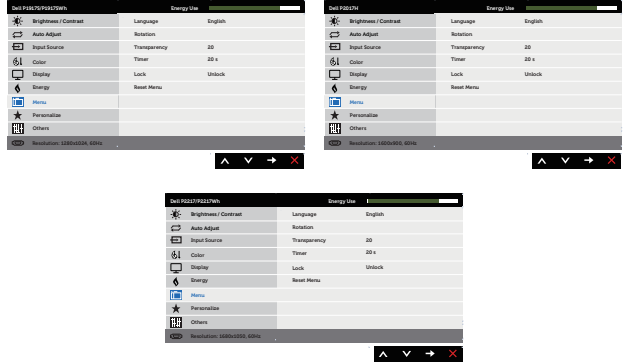 Dell P1917S/P1917SWh Energy Use
Brightness / Contrast Language English
Auto Adjust Rotation
Input Source Transparency 20
Color Timer 20 s
Display Lock Unlock
Energy Reset Menu
Menu
Personalize
Others
Resolution: 1280x1024, 60Hz
Dell P2017H Energy Use
Brightness / Contrast Language English
Auto Adjust Rotation
Input Source Transparency 20
Color Timer 20 s
Display Lock Unlock
Energy Reset Menu
Menu
Personalize
Others
Resolution: 1600x900, 60Hz
Dell P2217/P2217Wh Energy Use
Brightness / Contrast Language English
Auto Adjust Rotation
Input Source Transparency 20
Color Timer 20 s
Display Lock Unlock
Energy Reset Menu
Menu
Personalize
Others
Resolution: 1680x1050, 60Hz